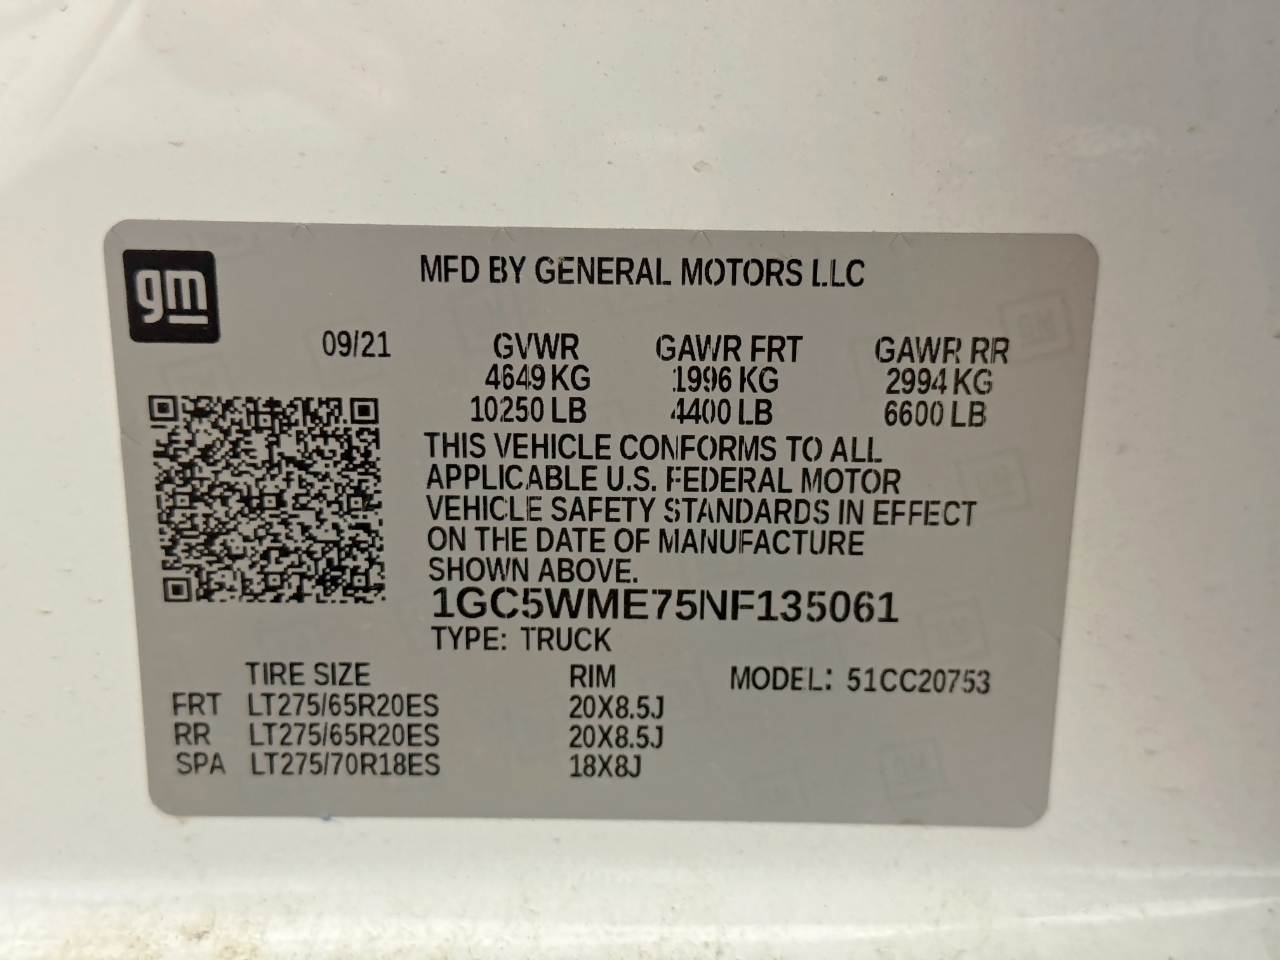 gm
MFD BY GENERAL MOTORS LLC
09/21 GVWR GAWR FRT GAWR RR
4649 KG 1996 KG 2994 KG
10250 LB 4400 LB 6600 LB
THIS VEHICLE CONFORMS TO ALL
APPLICABLE U.S. FEDERAL MOTOR
VEHICLE SAFETY STANDARDS IN EFFECT
ON THE DATE OF MANUFACTURE
SHOWN ABOVE.
1GC5WME75NF135061
TYPE: TRUCK
TIRE SIZE RIM MODEL: 51CC20753
FRT LT275/65R20ES 20X8.5J
RR LT275/65R20ES 20X8.5J
SPA LT275/70R18ES 18X8J